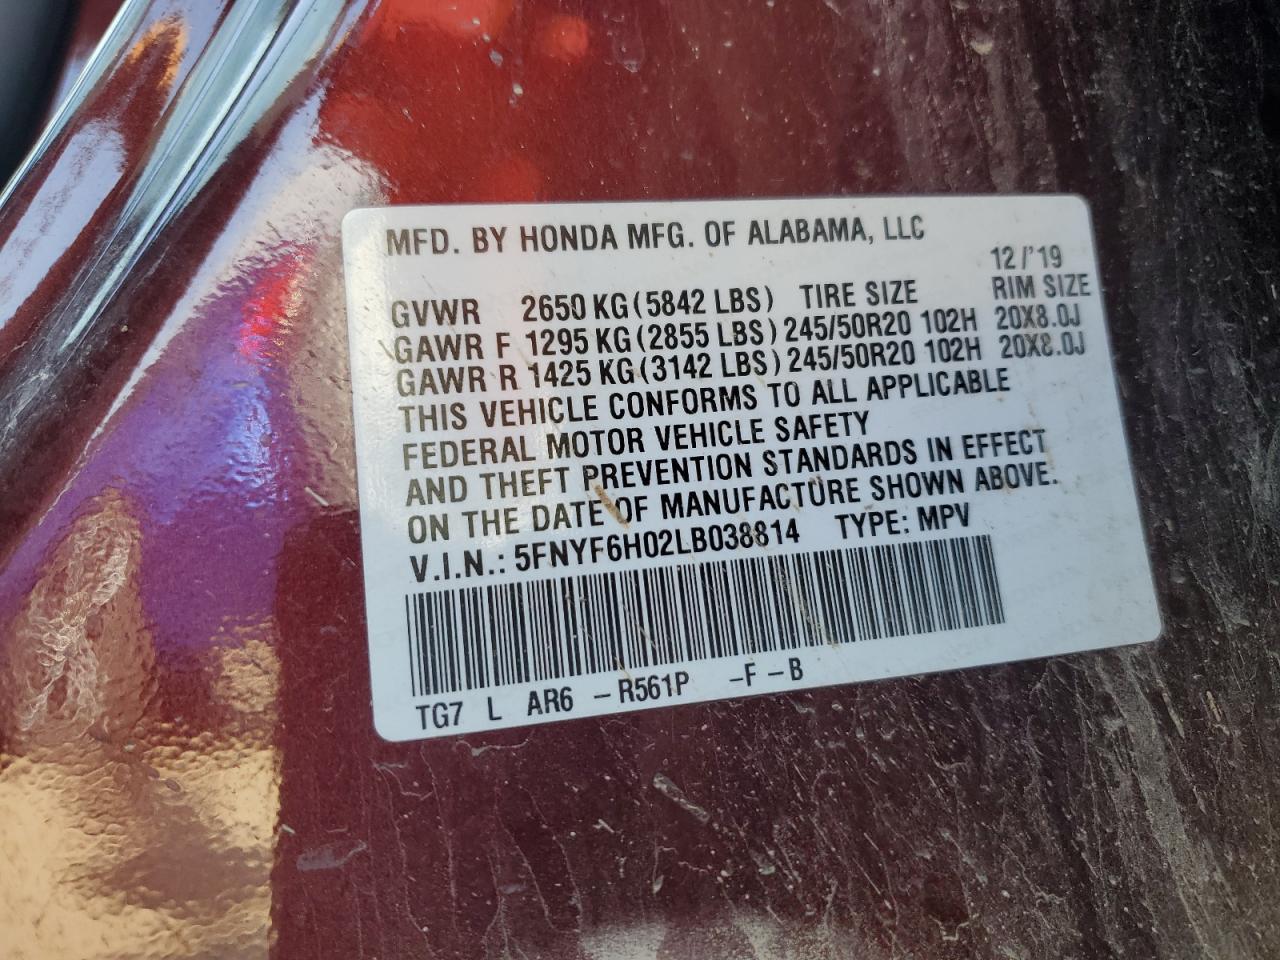 MFD. BY HONDA MFG. OF ALABAMA, LLC
12/'19
GVWR 2650 KG (5842 LBS) TIRE SIZE RIM SIZE
GAWR F 1295 KG (2855 LBS) 245/50R20 102H 20X8.0J
GAWR R 1425 KG (3142 LBS) 245/50R20 102H 20X8.0J
THIS VEHICLE CONFORMS TO ALL APPLICABLE
FEDERAL MOTOR VEHICLE SAFETY
AND THEFT PREVENTION STANDARDS IN EFFECT
ON THE DATE OF MANUFACTURE SHOWN ABOVE.
V.I.N.: 5FNYF6H02LB038814 TYPE: MPV
TG7 L AR6 -R561P -F-B